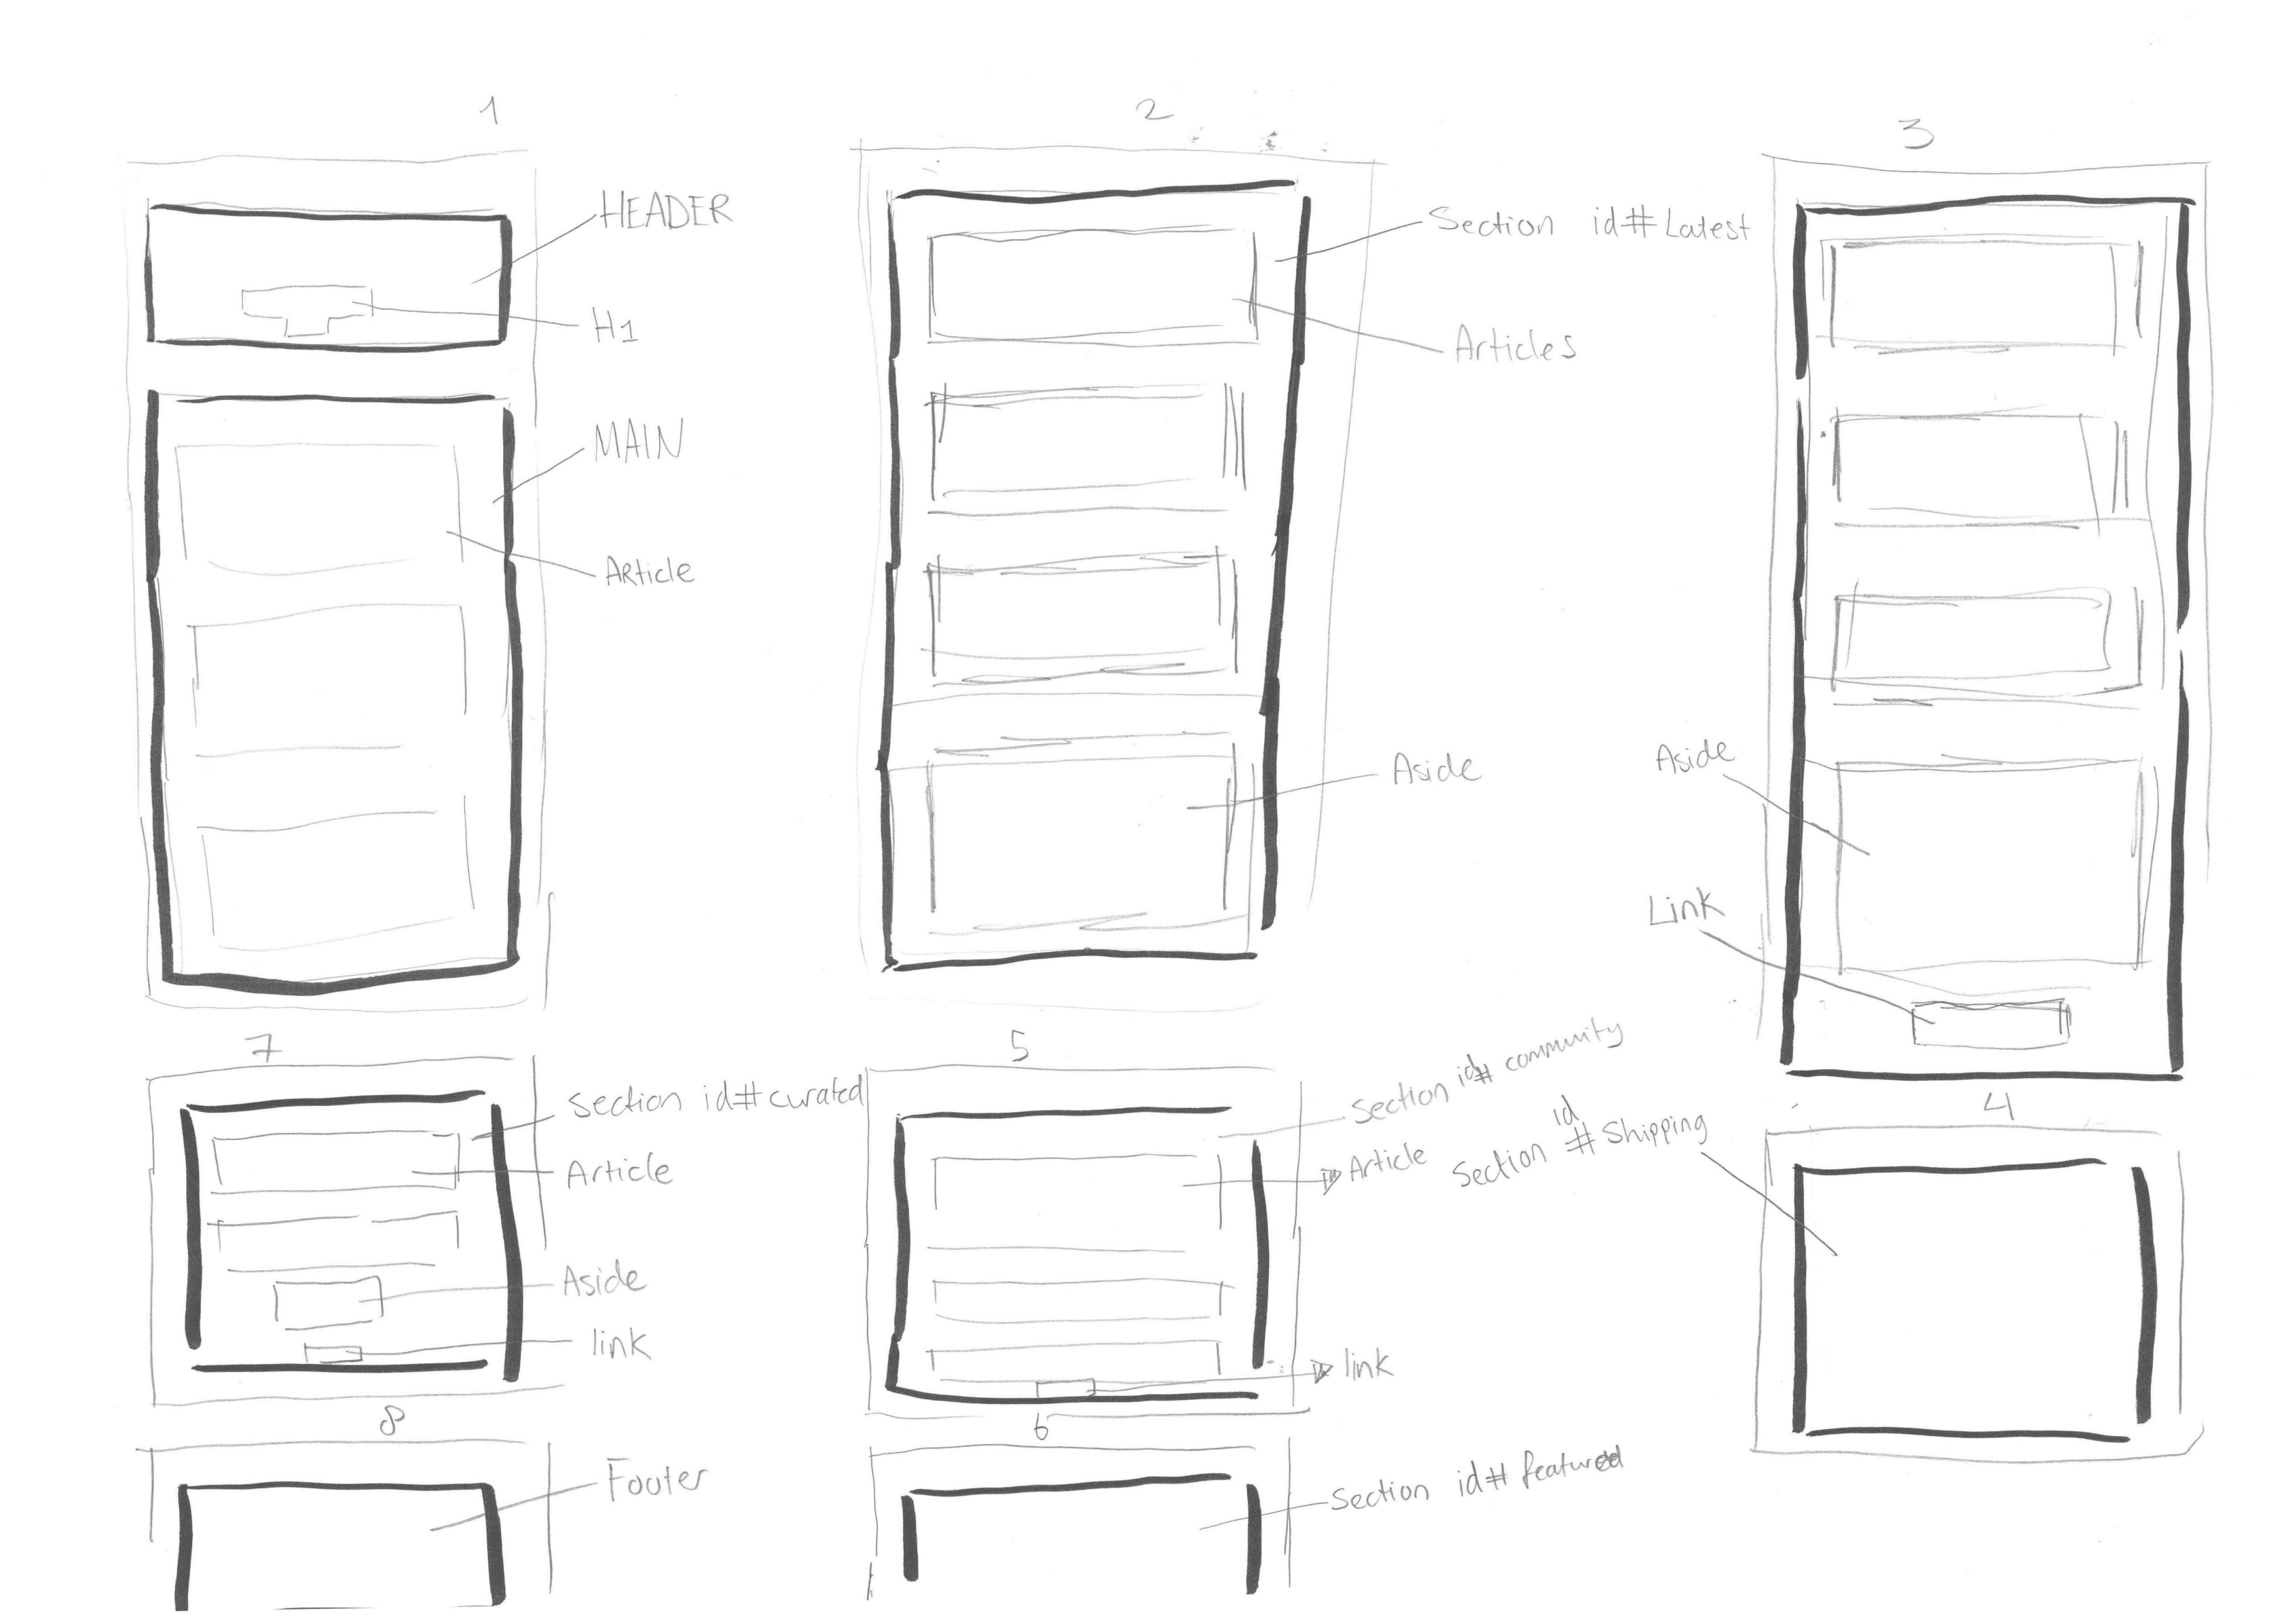 1
HEADER
H1
MAIN
ARticle
2
Section id# Latest
Articles
Aside
3
Aside
Link
4
Section id # Shipping
5
Section id# community
Article
link
6
Section id# featured
7
Section id# curated
Article
Aside
link
8
Footer